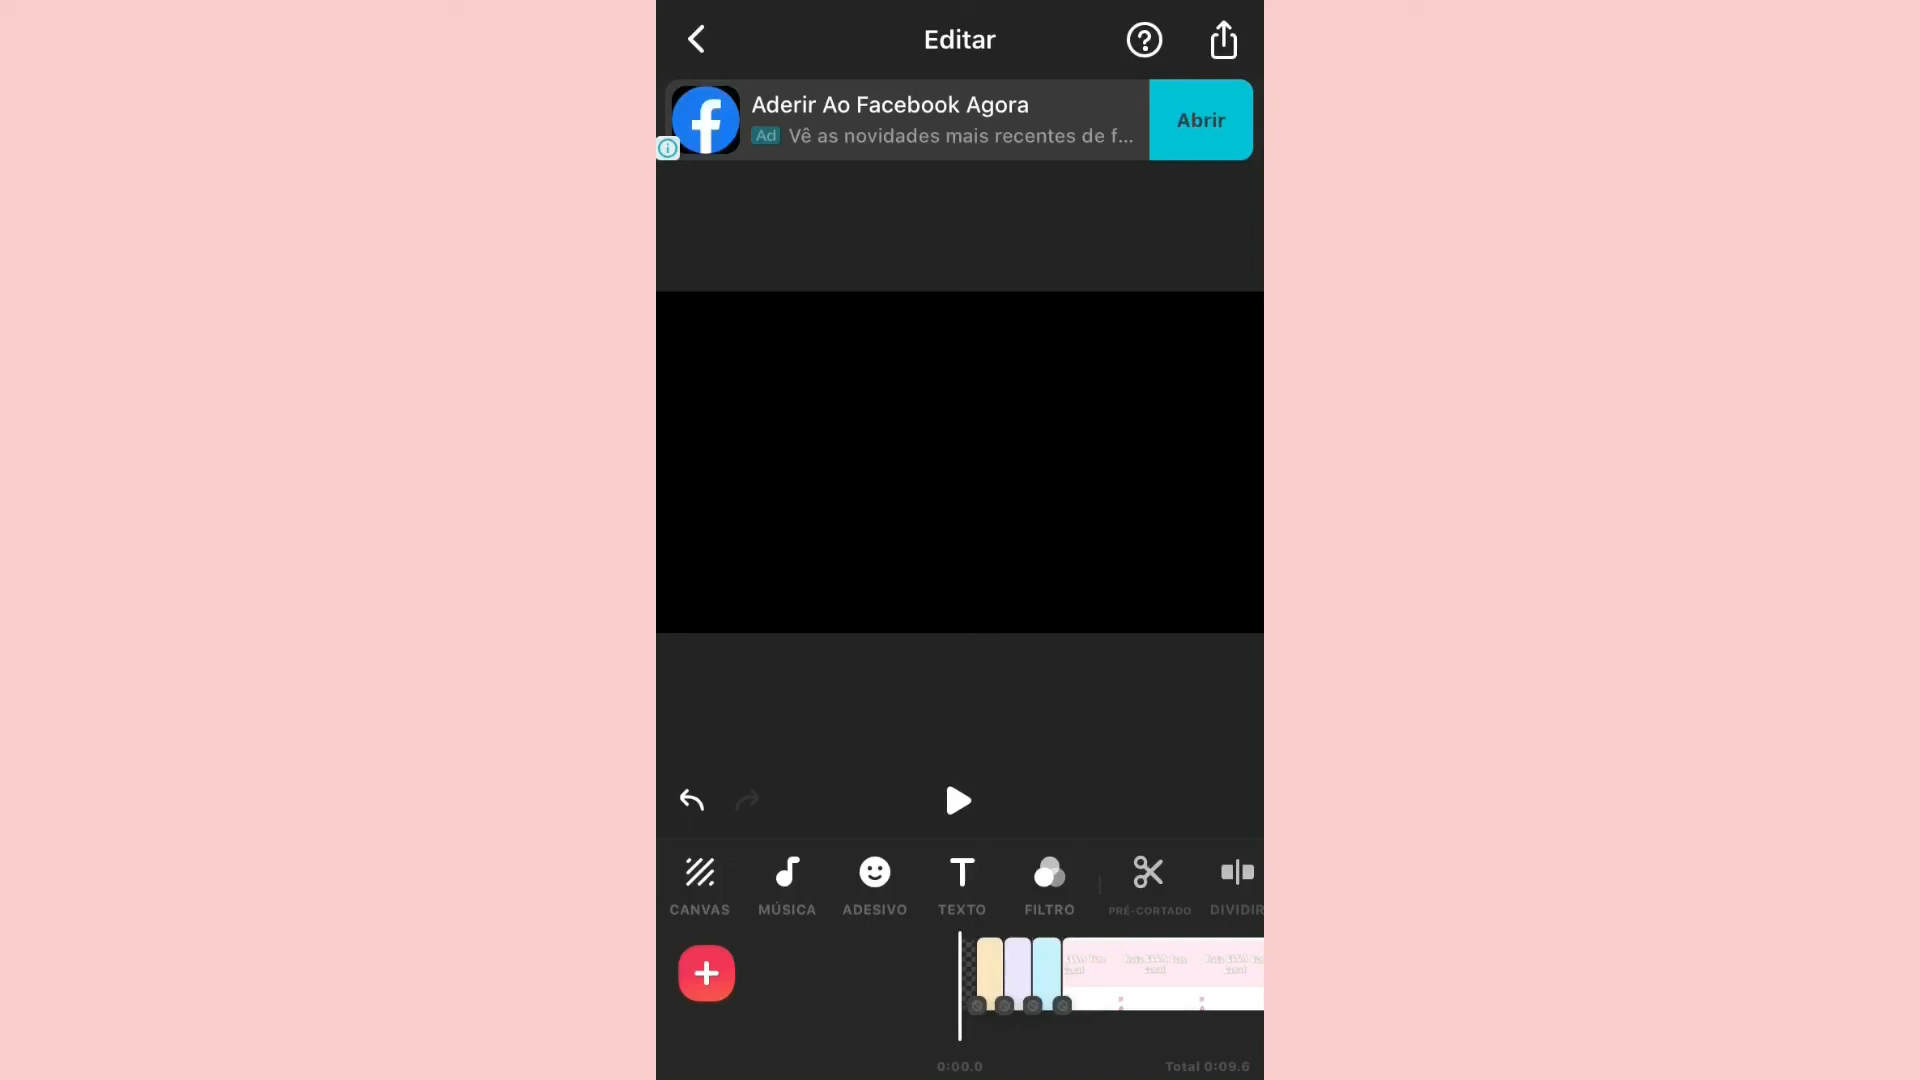 Editar
Aderir Ao Facebook Agora
Ad Vê as novidades mais recentes de f...
Abrir
CANVAS MÚSICA ADESIVO TEXTO FILTRO PRÉ-CORTADO DIVIDIR
0:00.0 Total 0:09.6